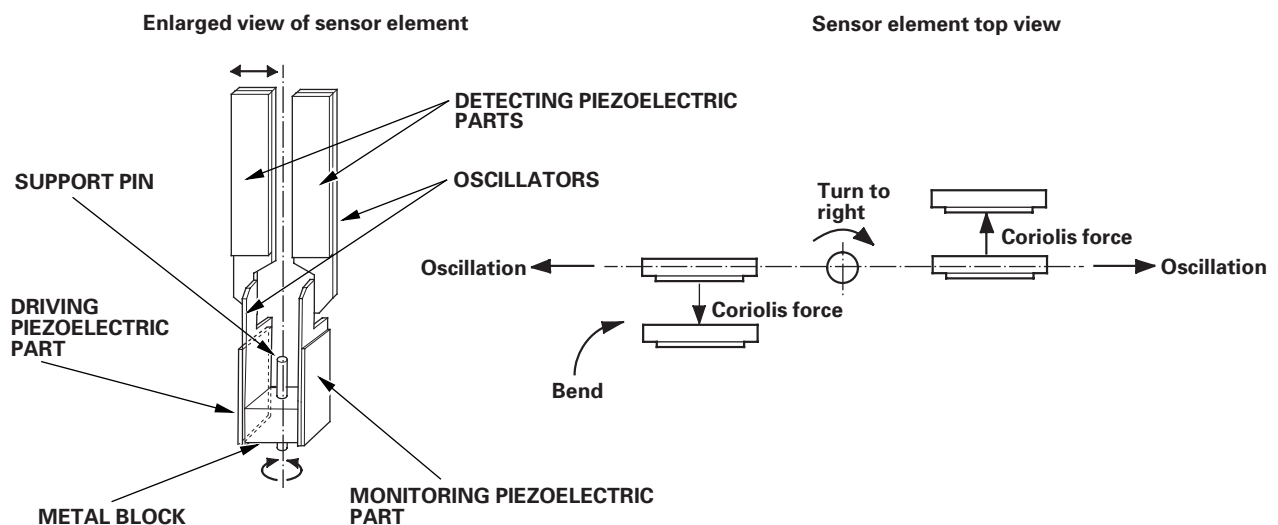 Enlarged view of sensor element
DETECTING PIEZOELECTRIC
PARTS
SUPPORT PIN
OSCILLATORS
DRIVING
PIEZOELECTRIC
PART
METAL BLOCK
MONITORING PIEZOELECTRIC
PART
Sensor element top view
Turn to
right
Coriolis force
Oscillation
Oscillation
Coriolis force
Bend